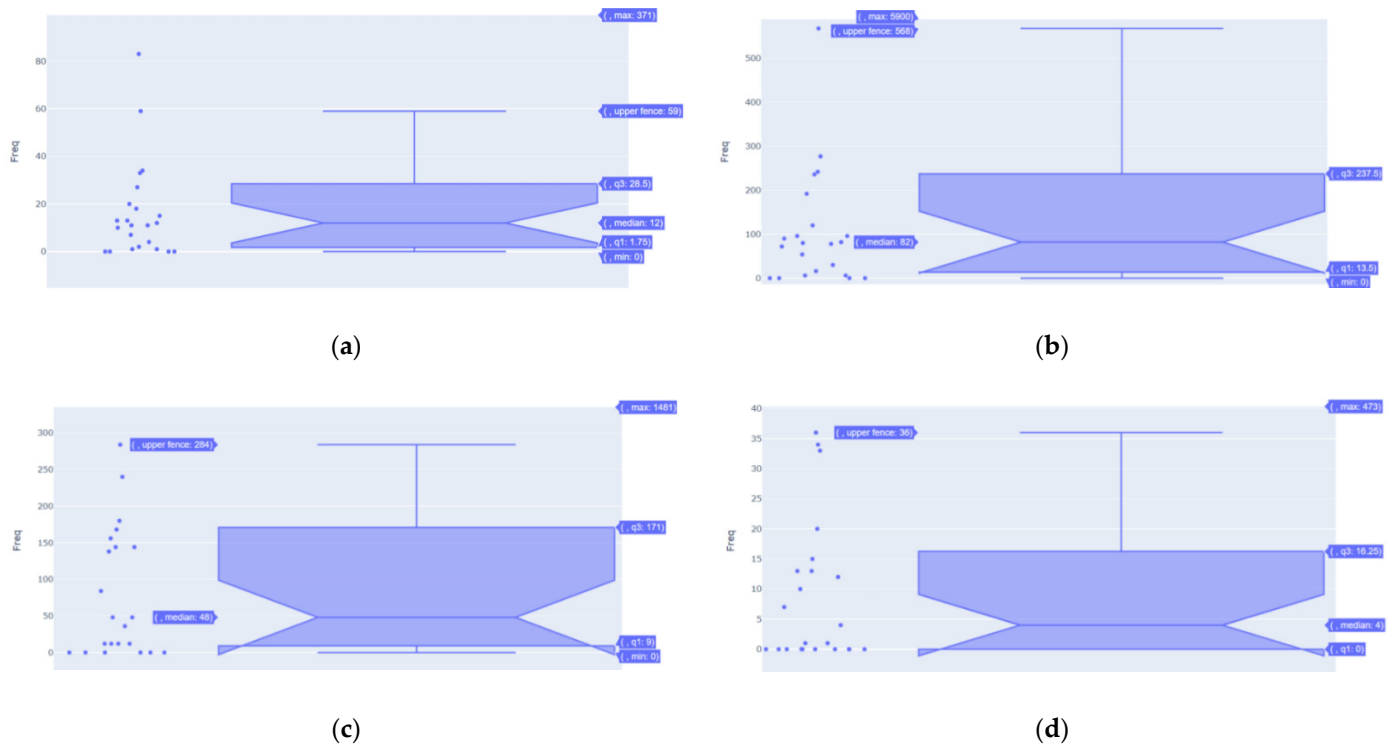 ( , max: 371)
80
( , upper fence: 59)
60
Freq
40
( , q3: 28.5)
20
( , median: 12)
( , q1: 1.75)
0
( , min: 0)
(a)
( , max: 5900)
( , upper fence: 568)
500
400
300
Freq
200
( , q3: 237.5)
100
( , median: 82)
( , q1: 13.5)
0
( , min: 0)
(b)
( , max: 1481)
300
( , upper fence: 284)
250
200
( , q3: 171)
Freq
150
100
50
( , median: 48)
( , q1: 9)
0
( , min: 0)
(c)
40
( , max: 473)
35
( , upper fence: 36)
30
25
20
Freq
15
( , q3: 16.25)
10
5
( , median: 4)
0
( , q1: 0)
(d)